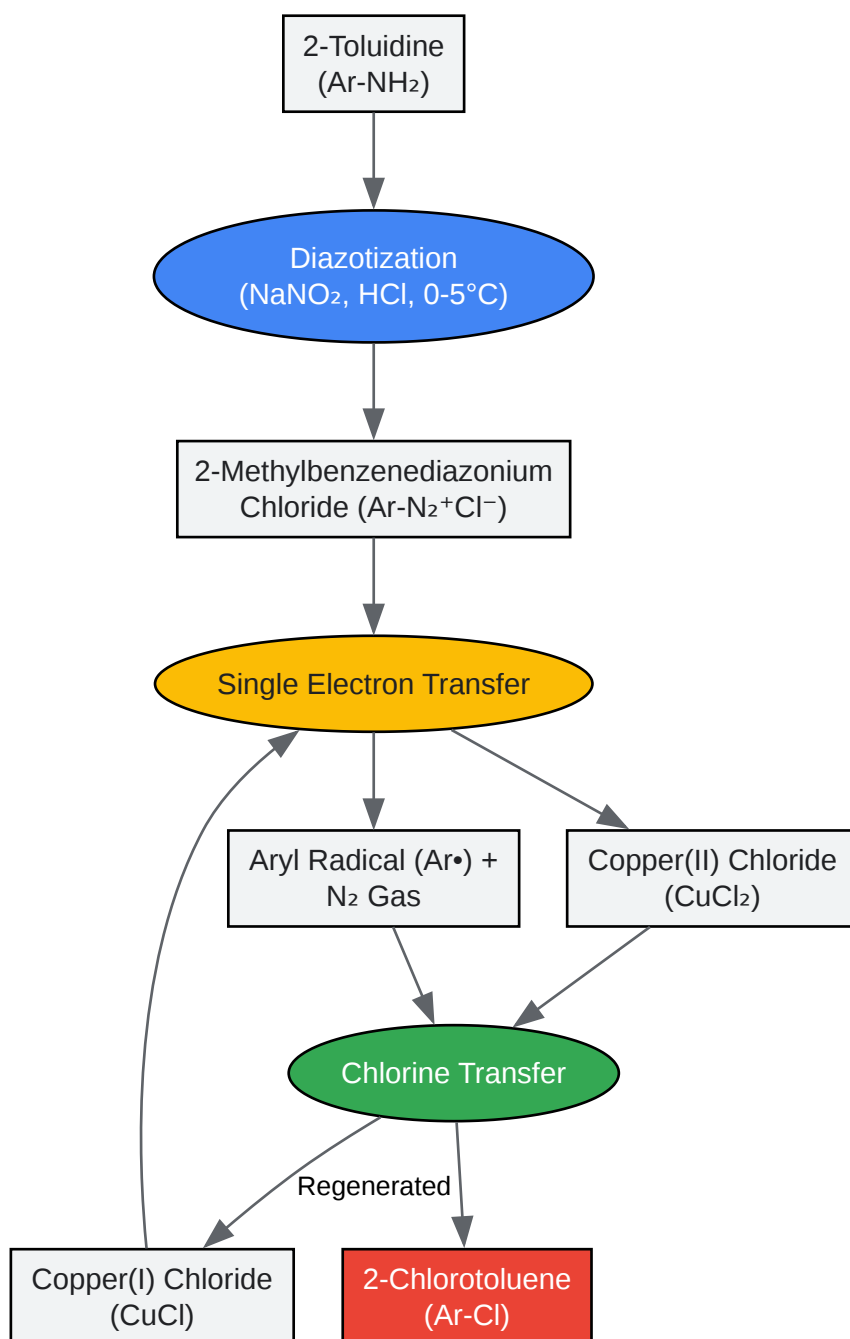 2-Toluidine
(Ar-NH₂)
Diazotization
(NaNO₂, HCl, 0-5°C)
2-Methylbenzenediazonium
Chloride (Ar-N₂⁺Cl⁻)
Single Electron Transfer
Aryl Radical (Ar•) +
N₂ Gas
Copper(II) Chloride
(CuCl₂)
Chlorine Transfer
Regenerated
Copper(I) Chloride
(CuCl)
2-Chlorotoluene
(Ar-Cl)